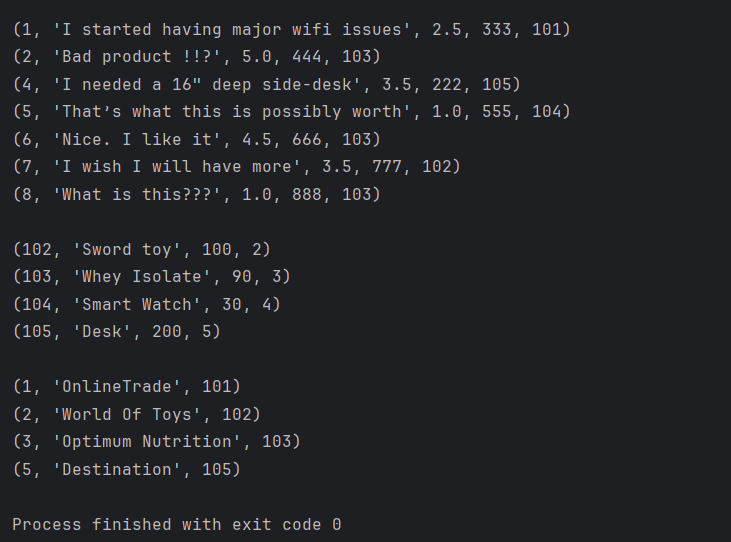 (1, 'I started having major wifi issues', 2.5, 333, 101)
(2, 'Bad product !!?', 5.0, 444, 103)
(4, 'I needed a 16" deep side-desk', 3.5, 222, 105)
(5, 'That’s what this is possibly worth', 1.0, 555, 104)
(6, 'Nice. I like it', 4.5, 666, 103)
(7, 'I wish I will have more', 3.5, 777, 102)
(8, 'What is this???', 1.0, 888, 103)
(102, 'Sword toy', 100, 2)
(103, 'Whey Isolate', 90, 3)
(104, 'Smart Watch', 30, 4)
(105, 'Desk', 200, 5)
(1, 'OnlineTrade', 101)
(2, 'World Of Toys', 102)
(3, 'Optimum Nutrition', 103)
(5, 'Destination', 105)
Process finished with exit code 0